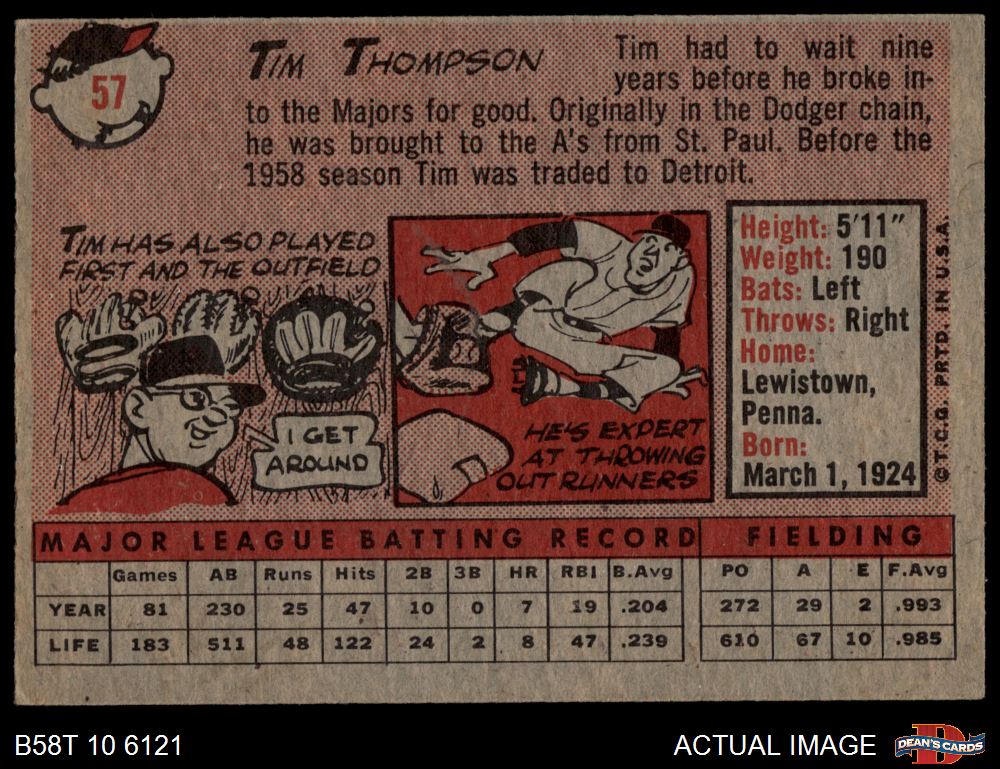 57
TIM THOMPSON
Tim had to wait nine
years before he broke in-
to the Majors for good. Originally in the Dodger chain,
he was brought to the A's from St. Paul. Before the
1958 season Tim was traded to Detroit.
TIM HAS ALSO PLAYED
FIRST AND THE OUTFIELD
I GET
AROUND
HE'S EXPERT
AT THROWING
OUT RUNNERS
Height: 5'11"
Weight: 190
Bats: Left
Throws: Right
Home:
Lewistown,
Penna.
Born:
March 1, 1924
© T.C.G. PRTD. IN U.S.A.
MAJOR LEAGUE BATTING RECORD FIELDING
Games AB Runs Hits 2B 3B HR RBI B.Avg PO A E F.Avg
YEAR 81 230 25 47 10 0 7 19 .204 272 29 2 .993
LIFE 183 511 48 122 24 2 8 47 .239 610 67 10 .985
B58T 10 6121
ACTUAL IMAGE
DEAN'S CARDS